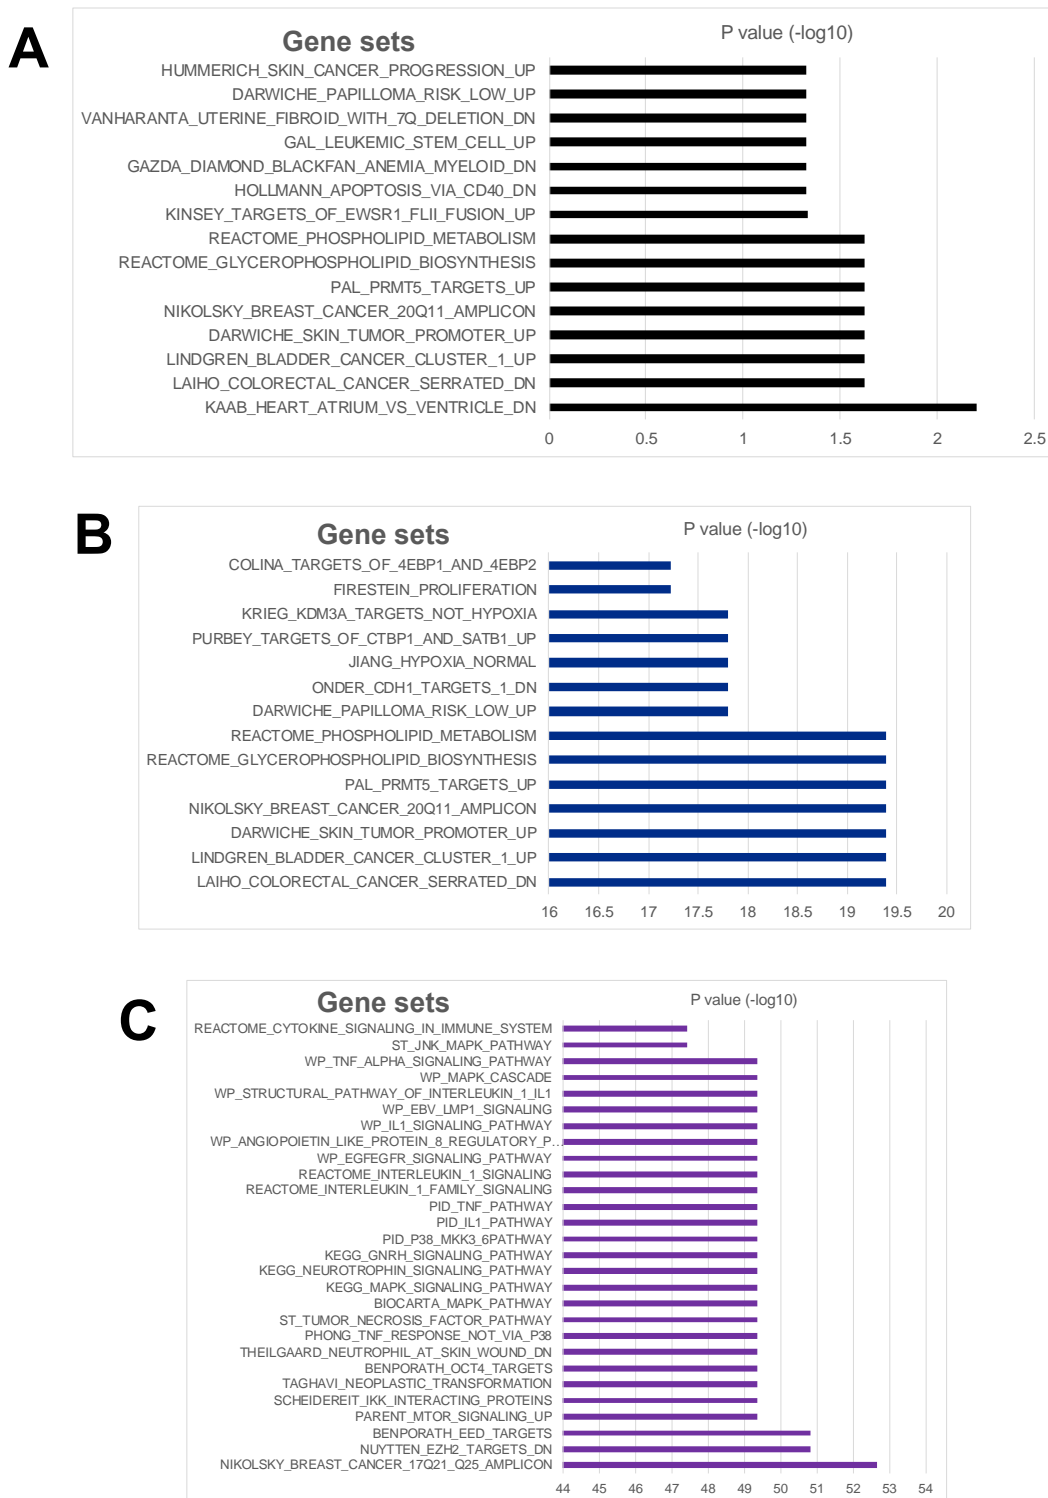 A
Gene sets
P value (-log10)
HUMMERICH_SKIN_CANCER_PROGRESSION_UP
DARWICHE_PAPILLOMA_RISK_LOW_UP
VANHARANTA_UTERINE_FIBROID_WITH_7Q_DELETION_DN
GAL_LEUKEMIC_STEM_CELL_UP
GAZDA_DIAMOND_BLACKFAN_ANEMIA_MYELOID_DN
HOLLMANN_APOPTOSIS_VIA_CD40_DN
KINSEY_TARGETS_OF_EWSR1_FLII_FUSION_UP
REACTOME_PHOSPHOLIPID_METABOLISM
REACTOME_GLYCEROPHOSPHOLIPID_BIOSYNTHESIS
PAL_PRMT5_TARGETS_UP
NIKOLSKY_BREAST_CANCER_20Q11_AMPLICON
DARWICHE_SKIN_TUMOR_PROMOTER_UP
LINDGREN_BLADDER_CANCER_CLUSTER_1_UP
LAIHO_COLORECTAL_CANCER_SERRATED_DN
KAAB_HEART_ATRIUM_VS_VENTRICLE_DN
0 0.5 1 1.5 2 2.5
B
Gene sets
P value (-log10)
COLINA_TARGETS_OF_4EBP1_AND_4EBP2
FIRESTEIN_PROLIFERATION
KRIEG_KDM3A_TARGETS_NOT_HYPOXIA
PURBEY_TARGETS_OF_CTBP1_AND_SATB1_UP
JIANG_HYPOXIA_NORMAL
ONDER_CDH1_TARGETS_1_DN
DARWICHE_PAPILLOMA_RISK_LOW_UP
REACTOME_PHOSPHOLIPID_METABOLISM
REACTOME_GLYCEROPHOSPHOLIPID_BIOSYNTHESIS
PAL_PRMT5_TARGETS_UP
NIKOLSKY_BREAST_CANCER_20Q11_AMPLICON
DARWICHE_SKIN_TUMOR_PROMOTER_UP
LINDGREN_BLADDER_CANCER_CLUSTER_1_UP
LAIHO_COLORECTAL_CANCER_SERRATED_DN
16 16.5 17 17.5 18 18.5 19 19.5 20
C
Gene sets
P value (-log10)
REACTOME_CYTOKINE_SIGNALING_IN_IMMUNE_SYSTEM
ST_JNK_MAPK_PATHWAY
WP_TNF_ALPHA_SIGNALING_PATHWAY
WP_MAPK_CASCADE
WP_STRUCTURAL_PATHWAY_OF_INTERLEUKIN_1_IL1
WP_EBV_LMP1_SIGNALING
WP_IL1_SIGNALING_PATHWAY
WP_ANGIOPOIETIN_LIKE_PROTEIN_8_REGULATORY_P...
WP_EGFEGFR_SIGNALING_PATHWAY
REACTOME_INTERLEUKIN_1_SIGNALING
REACTOME_INTERLEUKIN_1_FAMILY_SIGNALING
PID_TNF_PATHWAY
PID_IL1_PATHWAY
PID_P38_MKK3_6PATHWAY
KEGG_GNRH_SIGNALING_PATHWAY
KEGG_NEUROTROPHIN_SIGNALING_PATHWAY
KEGG_MAPK_SIGNALING_PATHWAY
BIOCARTA_MAPK_PATHWAY
ST_TUMOR_NECROSIS_FACTOR_PATHWAY
PHONG_TNF_RESPONSE_NOT_VIA_P38
THEILGAARD_NEUTROPHIL_AT_SKIN_WOUND_DN
BENPORATH_OCT4_TARGETS
TAGHAVI_NEOPLASTIC_TRANSFORMATION
SCHEIDEREIT_IKK_INTERACTING_PROTEINS
PARENT_MTOR_SIGNALING_UP
BENPORATH_EED_TARGETS
NUYTTEN_EZH2_TARGETS_DN
NIKOLSKY_BREAST_CANCER_17Q21_Q25_AMPLICON
44 45 46 47 48 49 50 51 52 53 54